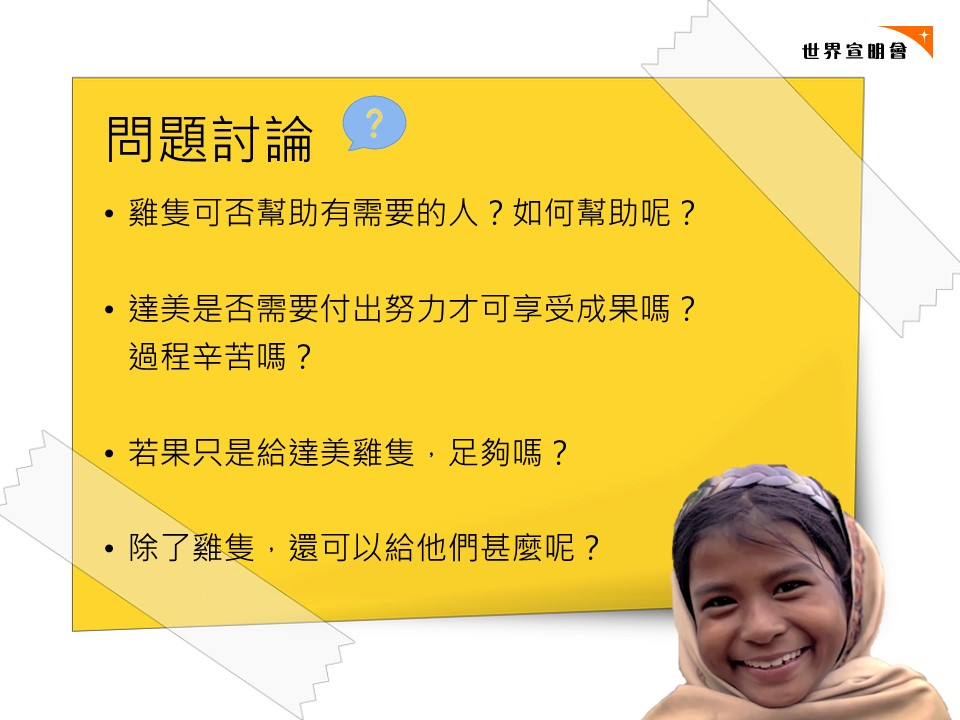 世界宣明會
問題討論
?
• 雞隻可否幫助有需要的人？如何幫助呢？
• 達美是否需要付出努力才可享受成果嗎？
過程辛苦嗎？
• 若果只是給達美雞隻，足夠嗎？
• 除了雞隻，還可以給他們甚麼呢？